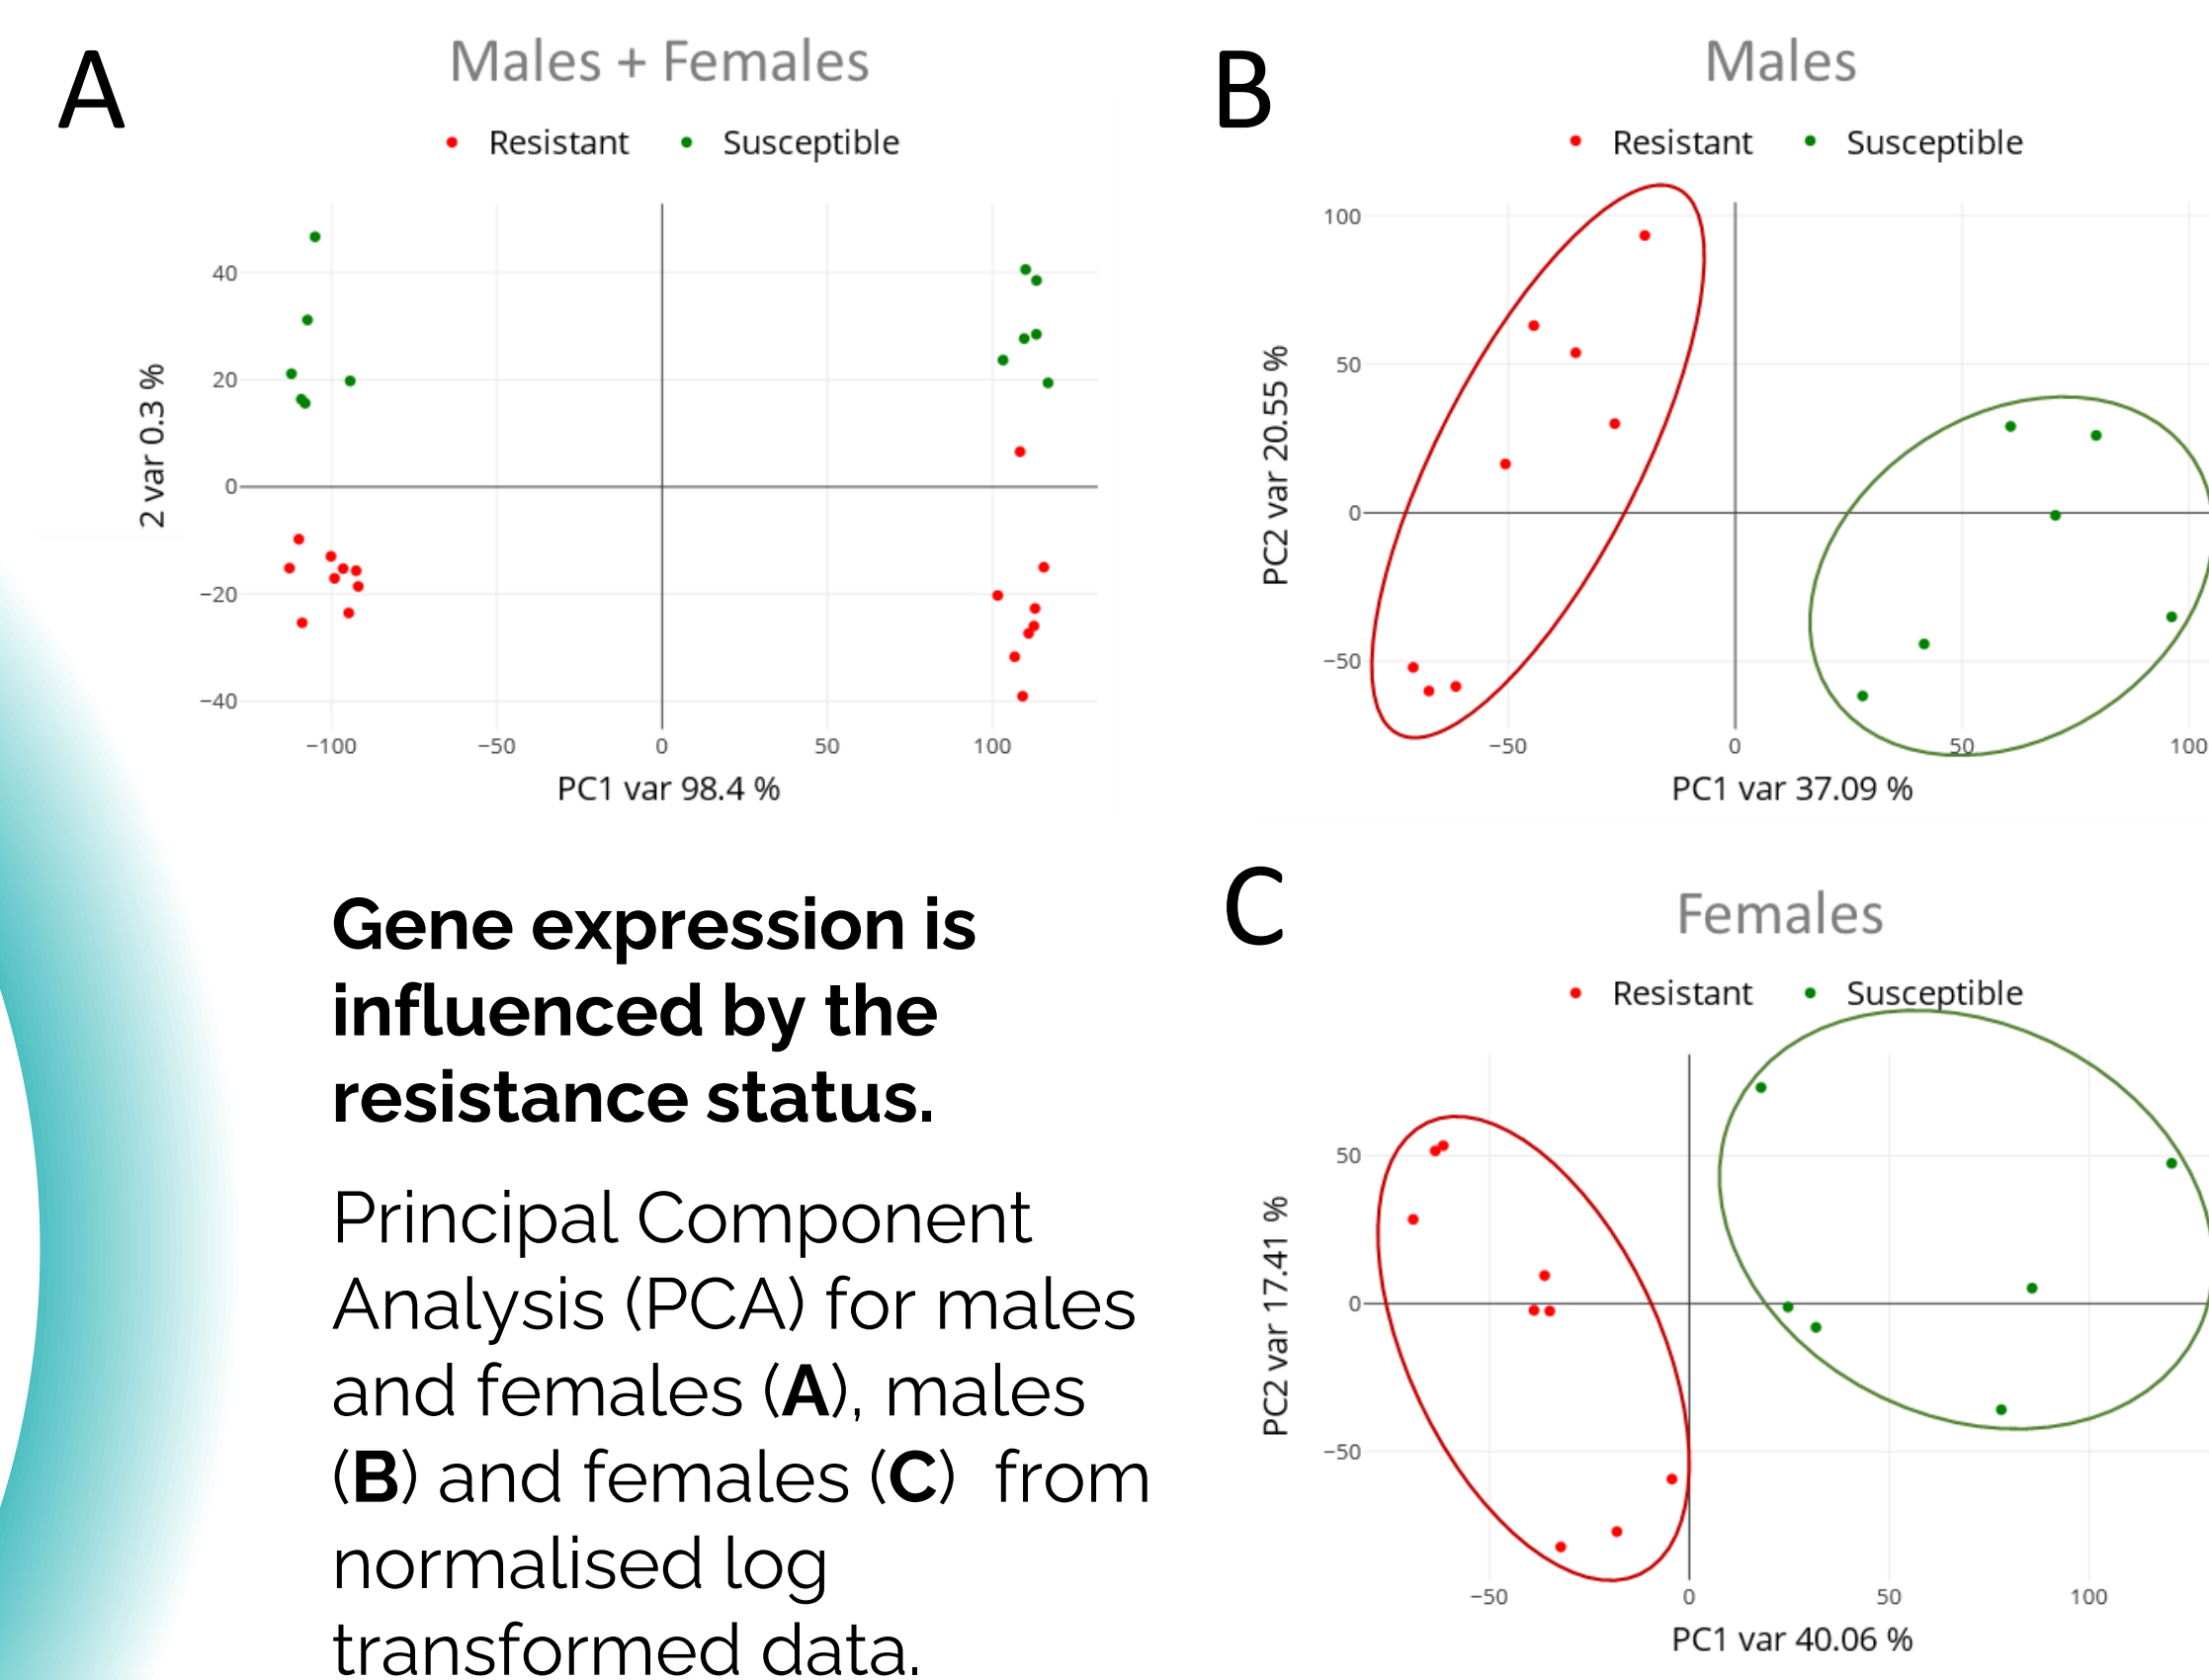 A
Males + Females
Resistant Susceptible
40
20
0
−20
−40
2 var 0.3 %
−100 −50 0 50 100
PC1 var 98.4 %
B
Males
Resistant Susceptible
100
50
0
−50
PC2 var 20.55 %
−50 0 50 100
PC1 var 37.09 %
Gene expression is
influenced by the
resistance status.
Principal Component
Analysis (PCA) for males
and females (A), males
(B) and females (C) from
normalised log
transformed data.
C
Females
Resistant Susceptible
50
0
−50
PC2 var 17.41 %
−50 0 50 100
PC1 var 40.06 %